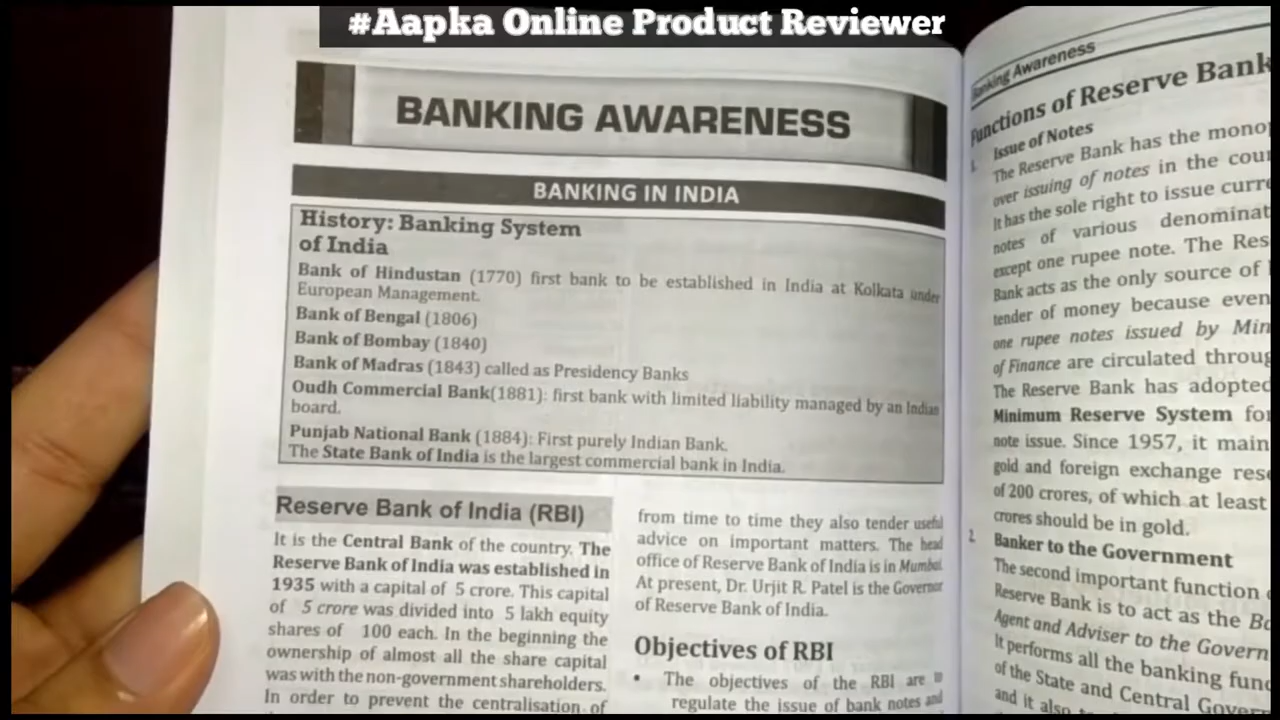 #Aapka Online Product Reviewer
BANKING AWARENESS
BANKING IN INDIA
History: Banking System
of India
Bank of Hindustan (1770) first bank to be established in India at Kolkata under
European Management.
Bank of Bengal (1806)
Bank of Bombay (1840)
Bank of Madras (1843) called as Presidency Banks
Oudh Commercial Bank(1881): first bank with limited liability managed by an Indian
board.
Punjab National Bank (1884): First purely Indian Bank.
The State Bank of India is the largest commercial bank in India.
Reserve Bank of India (RBI)
It is the Central Bank of the country. The
Reserve Bank of India was established in
1935 with a capital of 5 crore. This capital
of 5 crore was divided into 5 lakh equity
shares of 100 each. In the beginning the
ownership of almost all the share capital
was with the non-government shareholders.
In order to prevent the centralisation of
from time to time they also tender useful
advice on important matters. The head
office of Reserve Bank of India is in Mumbai.
At present, Dr. Urjit R. Patel is the Governor
of Reserve Bank of India.
Objectives of RBI
• The objectives of the RBI are to
regulate the issue of bank notes and
Banking Awareness
Functions of Reserve Bank
1. Issue of Notes
The Reserve Bank has the mono
over issuing of notes in the cou
It has the sole right to issue curre
notes of various denominat
except one rupee note. The Res
Bank acts as the only source of
tender of money because even
one rupee notes issued by Min
of Finance are circulated throug
The Reserve Bank has adopted
Minimum Reserve System fo
note issue. Since 1957, it main
gold and foreign exchange rese
of 200 crores, of which at least
crores should be in gold.
2. Banker to the Government
The second important function
Reserve Bank is to act as the Ba
Agent and Adviser to the Govern
It performs all the banking func
of the State and Central Gover
and it also